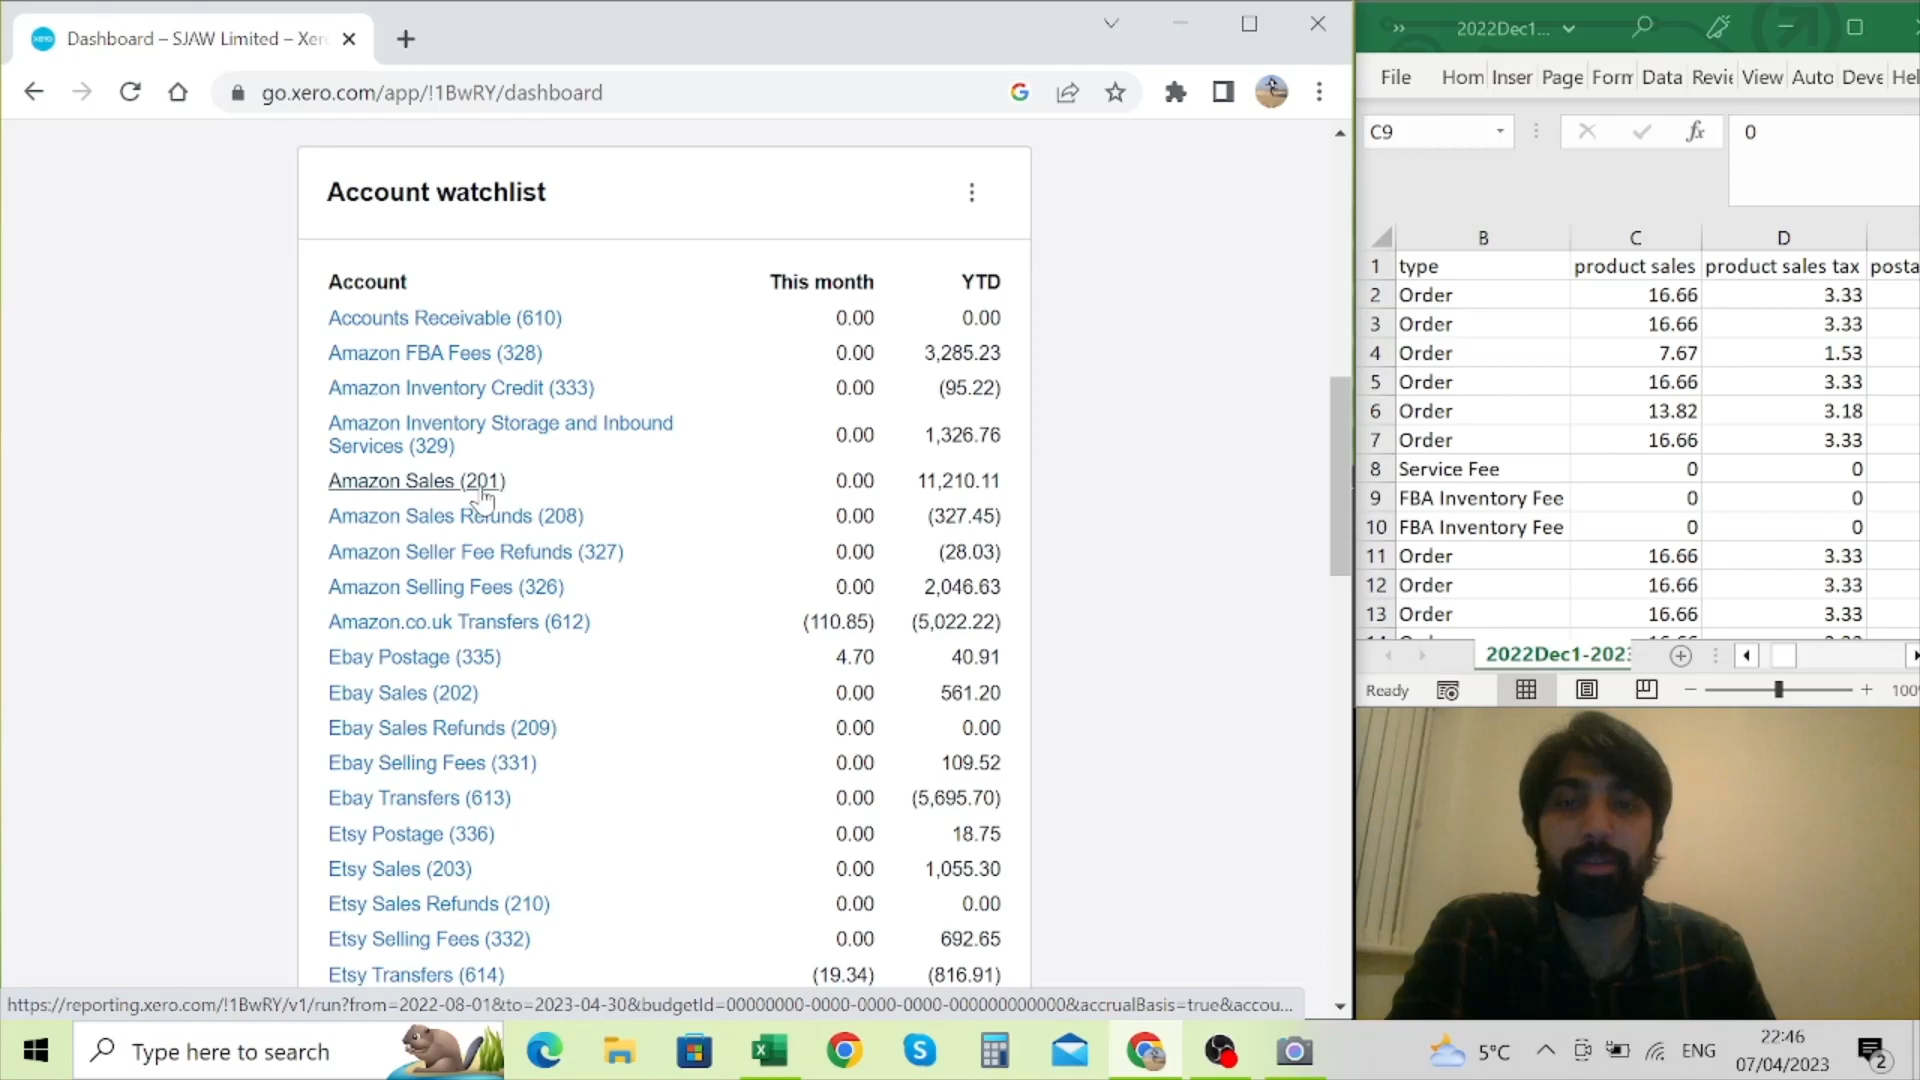 Dashboard – SJAW Limited – Xero
go.xero.com/app/!1BwRY/dashboard
Account watchlist
Account This month YTD
Accounts Receivable (610) 0.00 0.00
Amazon FBA Fees (328) 0.00 3,285.23
Amazon Inventory Credit (333) 0.00 (95.22)
Amazon Inventory Storage and Inbound
Services (329) 0.00 1,326.76
Amazon Sales (201) 0.00 11,210.11
Amazon Sales Refunds (208) 0.00 (327.45)
Amazon Seller Fee Refunds (327) 0.00 (28.03)
Amazon Selling Fees (326) 0.00 2,046.63
Amazon.co.uk Transfers (612) (110.85) (5,022.22)
Ebay Postage (335) 4.70 40.91
Ebay Sales (202) 0.00 561.20
Ebay Sales Refunds (209) 0.00 0.00
Ebay Selling Fees (331) 0.00 109.52
Ebay Transfers (613) 0.00 (5,695.70)
Etsy Postage (336) 0.00 18.75
Etsy Sales (203) 0.00 1,055.30
Etsy Sales Refunds (210) 0.00 0.00
Etsy Selling Fees (332) 0.00 692.65
Etsy Transfers (614) (19.34) (816.91)
https://reporting.xero.com/!1BwRY/v1/run?from=2022-08-01&to=2023-04-30&budgetId=00000000-0000-0000-0000-000000000000&accrualBasis=true&accou...
2022Dec1...
File Hom Inser Page Form Data Revie View Auto Deve Hel
C9 fx 0
B C D
1 type product sales product sales tax posta
2 Order 16.66 3.33
3 Order 16.66 3.33
4 Order 7.67 1.53
5 Order 16.66 3.33
6 Order 13.82 3.18
7 Order 16.66 3.33
8 Service Fee 0 0
9 FBA Inventory Fee 0 0
10 FBA Inventory Fee 0 0
11 Order 16.66 3.33
12 Order 16.66 3.33
13 Order 16.66 3.33
2022Dec1-2023
Ready 100
Type here to search
5°C ENG 22:46
07/04/2023 2